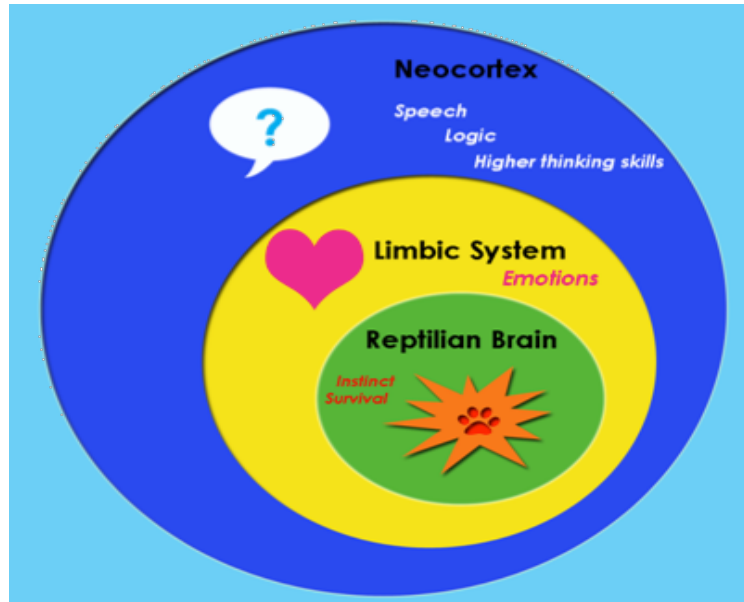 Neocortex
Speech
Logic
Higher thinking skills
?
Limbic System
Emotions
Reptilian Brain
Instinct
Survival